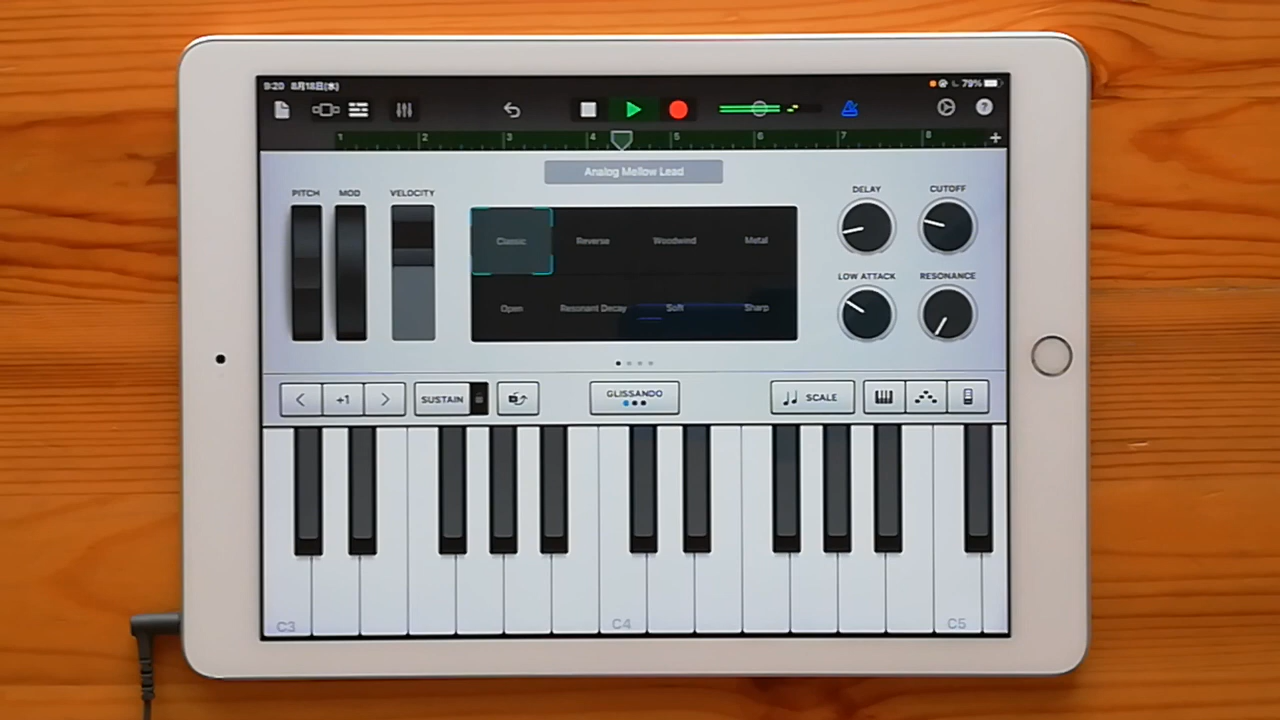 9:20 8月18日(水) 79%
?
1 2 3 4 5 6 7 8 +
Analog Mellow Lead
PITCH MOD VELOCITY DELAY CUTOFF
Classic Reverse Woodwind Metal
LOW ATTACK RESONANCE
Open Resonant Decay Soft Sharp
+1 SUSTAIN GLISSANDO SCALE
C3 C4 C5